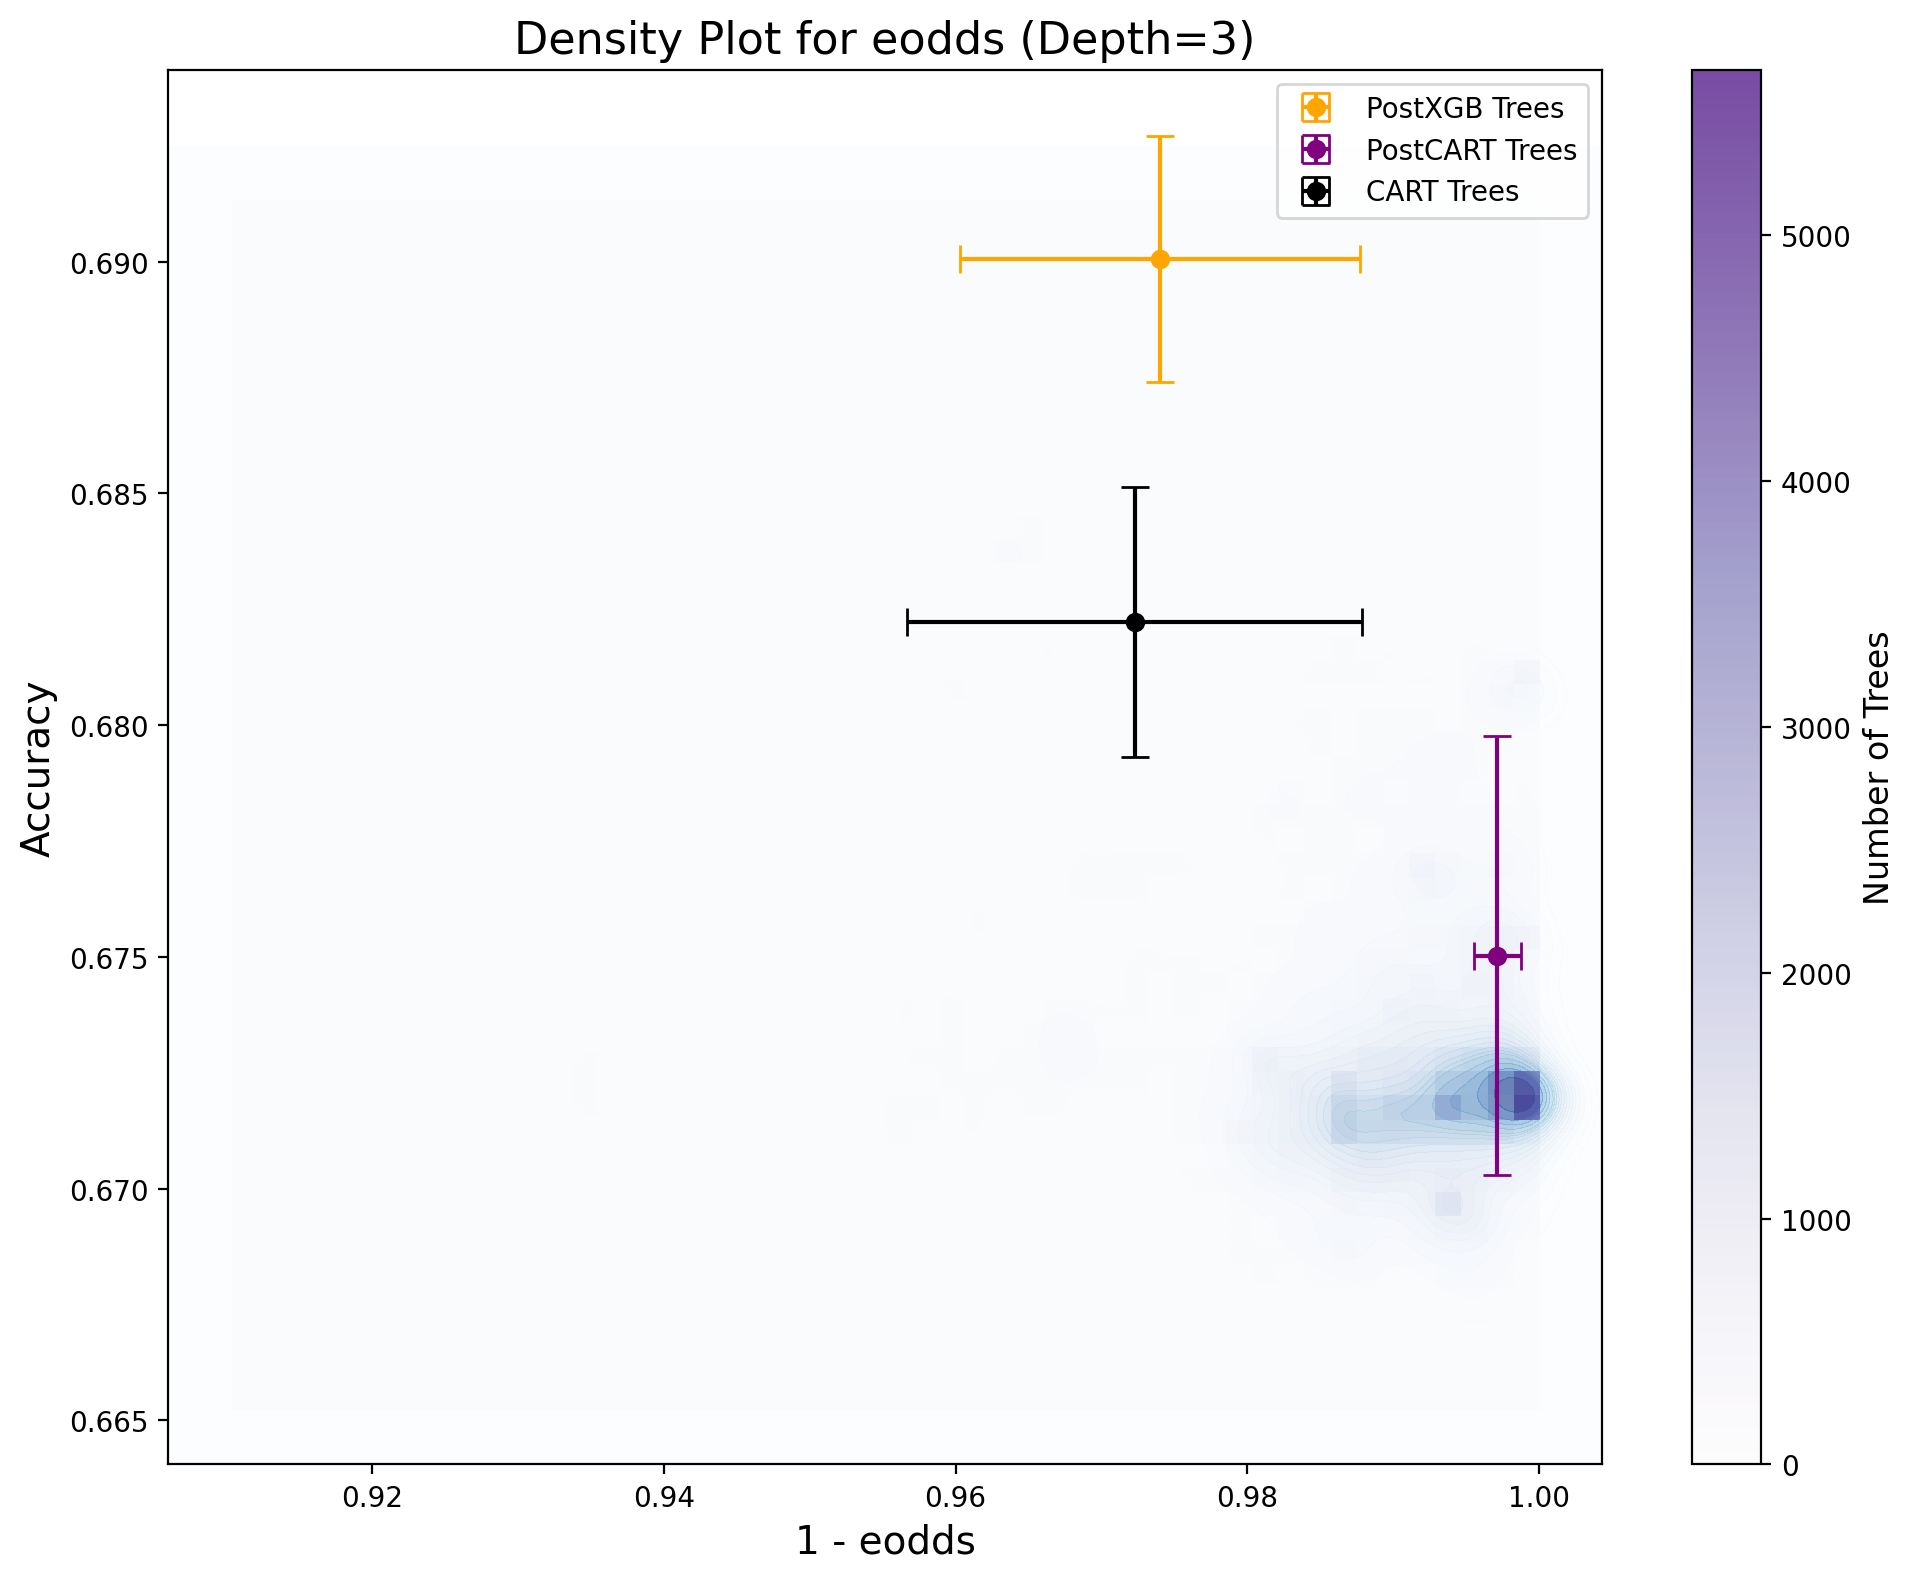 Density Plot for eodds (Depth=3)
PostXGB Trees
PostCART Trees
CART Trees
Accuracy
0.690
0.685
0.680
0.675
0.670
0.665
0.92
0.94
0.96
0.98
1.00
1 - eodds
5000
4000
3000
2000
1000
0
Number of Trees